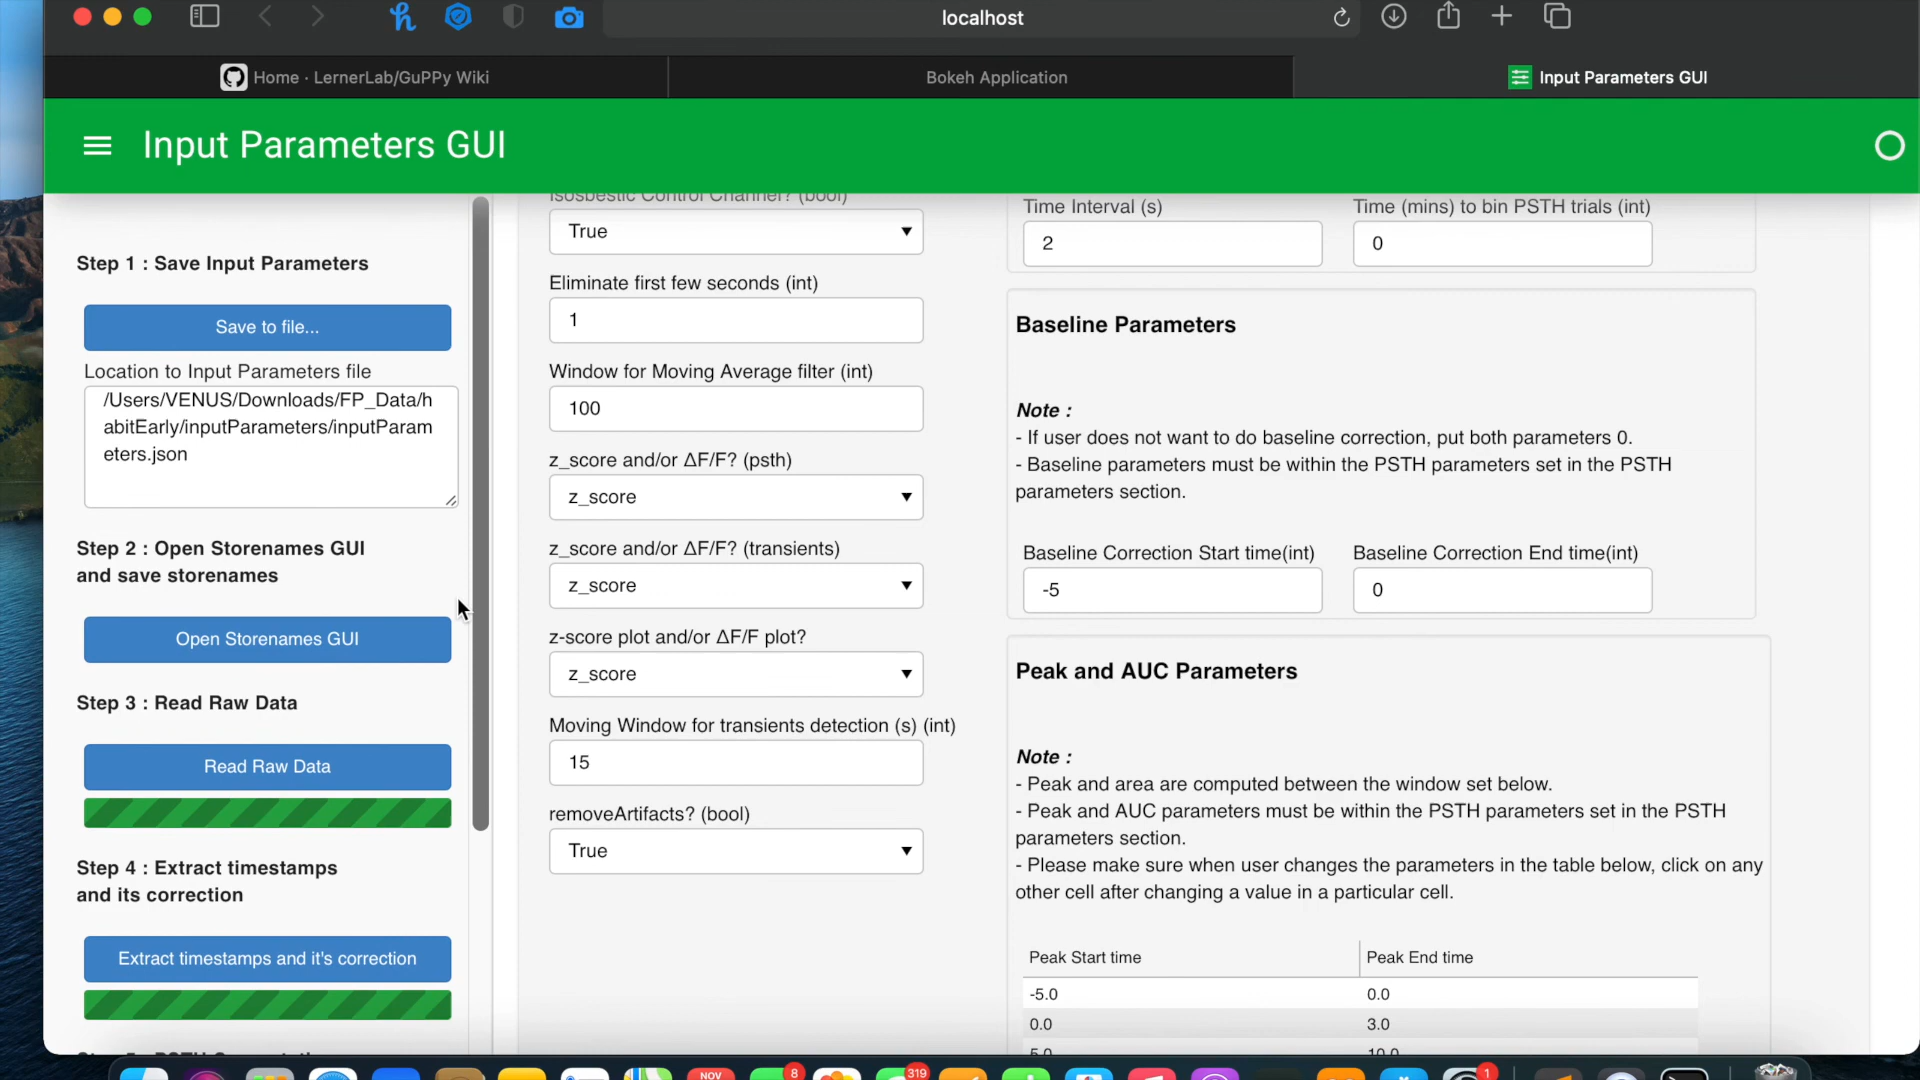 localhost
Home · LernerLab/GuPPy Wiki
Bokeh Application
Input Parameters GUI
Input Parameters GUI
Step 1 : Save Input Parameters
Save to file...
Location to Input Parameters file
/Users/VENUS/Downloads/FP_Data/h
abitEarly/inputParameters/inputParam
eters.json
Step 2 : Open Storenames GUI
and save storenames
Open Storenames GUI
Step 3 : Read Raw Data
Read Raw Data
Step 4 : Extract timestamps
and its correction
Extract timestamps and it's correction
Isosbestic Control Channel? (bool)
True
Eliminate first few seconds (int)
1
Window for Moving Average filter (int)
100
z_score and/or ΔF/F? (psth)
z_score
z_score and/or ΔF/F? (transients)
z_score
z-score plot and/or ΔF/F plot?
z_score
Moving Window for transients detection (s) (int)
15
removeArtifacts? (bool)
True
Time Interval (s)
2
Time (mins) to bin PSTH trials (int)
0
Baseline Parameters
Note :
- If user does not want to do baseline correction, put both parameters 0.
- Baseline parameters must be within the PSTH parameters set in the PSTH
parameters section.
Baseline Correction Start time(int)
-5
Baseline Correction End time(int)
0
Peak and AUC Parameters
Note :
- Peak and area are computed between the window set below.
- Peak and AUC parameters must be within the PSTH parameters set in the PSTH
parameters section.
- Please make sure when user changes the parameters in the table below, click on any
other cell after changing a value in a particular cell.
Peak Start time Peak End time
-5.0 0.0
0.0 3.0
5.0 10.0
NOV
8
319
1